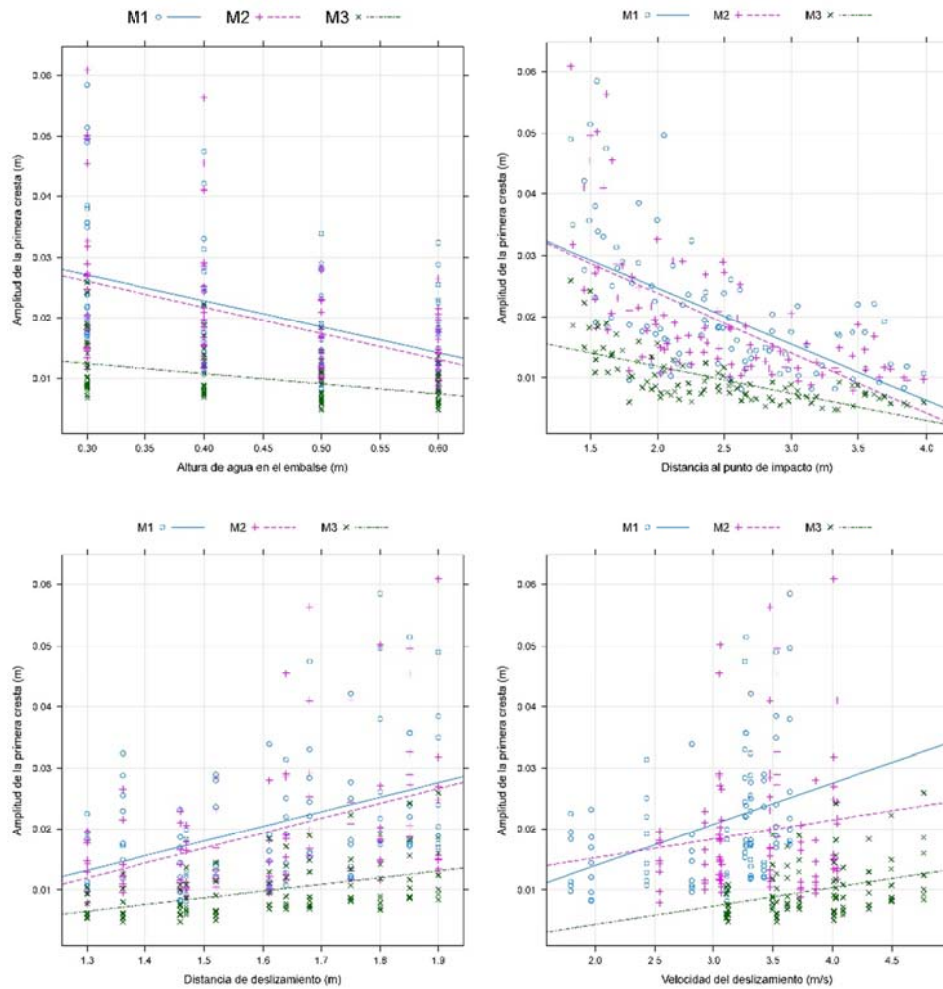 M1 M2 M3
M1 M2 M3
Amplitud de la primera cresta (m)
0.06
0.05
0.04
0.03
0.02
0.01
0.30 0.35 0.40 0.45 0.50 0.55 0.60
Altura de agua en el embalse (m)
Amplitud de la primera cresta (m)
0.06
0.05
0.04
0.03
0.02
0.01
1.5 2.0 2.5 3.0 3.5 4.0
Distancia al punto de impacto (m)
M1 M2 M3
M1 M2 M3
Amplitud de la primera cresta (m)
0.06
0.05
0.04
0.03
0.02
0.01
1.3 1.4 1.5 1.6 1.7 1.8 1.9
Distancia de deslizamiento (m)
Amplitud de la primera cresta (m)
0.06
0.05
0.04
0.03
0.02
0.01
2.0 2.5 3.0 3.5 4.0 4.5
Velocidad del deslizamiento (m/s)